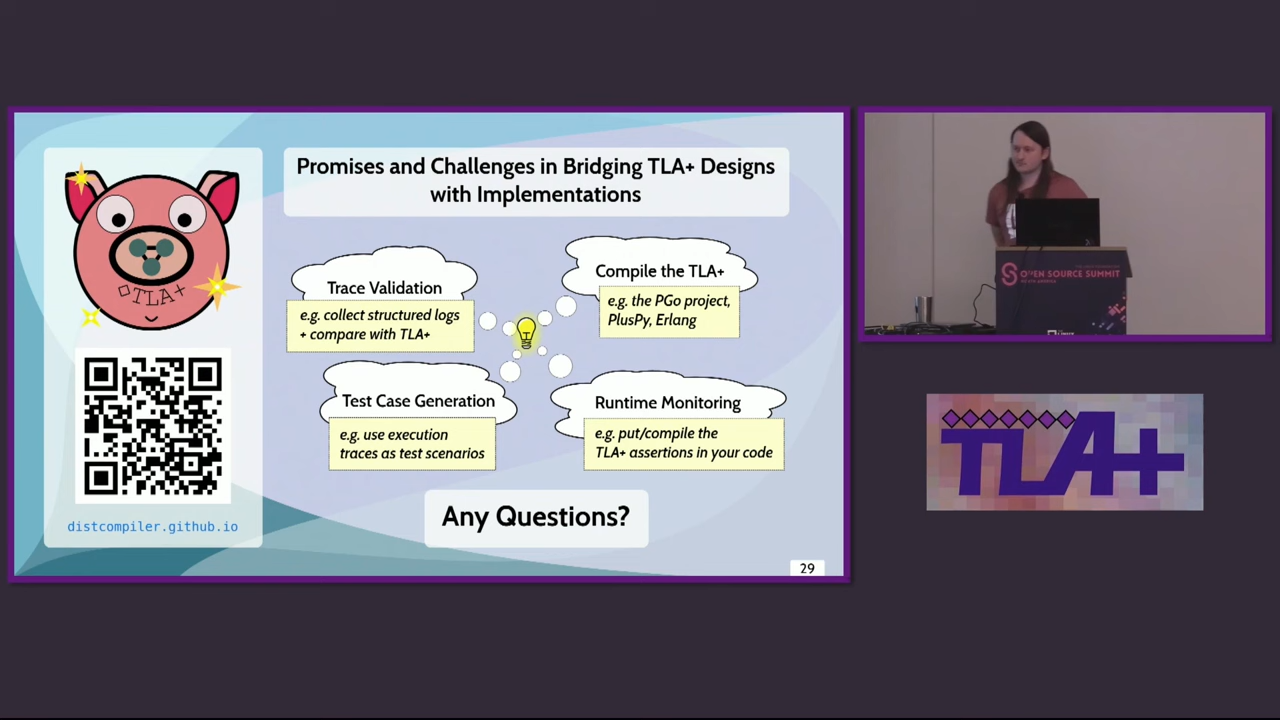 Promises and Challenges in Bridging TLA+ Designs
with Implementations
□TLA+
distcompiler.github.io
Trace Validation
e.g. collect structured logs
+ compare with TLA+
Compile the TLA+
e.g. the PGo project,
PlusPy, Erlang
Test Case Generation
e.g. use execution
traces as test scenarios
Runtime Monitoring
e.g. put/compile the
TLA+ assertions in your code
Any Questions?
29
OPEN SOURCE SUMMIT
TLA+